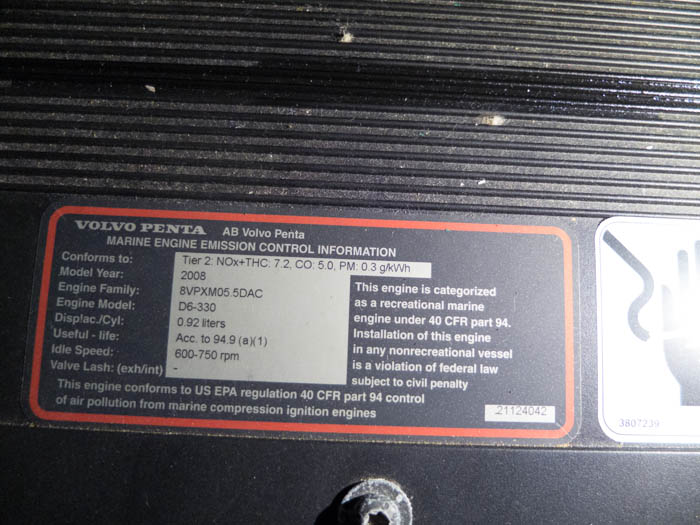 VOLVO PENTA AB Volvo Penta
MARINE ENGINE EMISSION CONTROL INFORMATION
Conforms to: Tier 2: NOx+THC: 7.2, CO: 5.0, PM: 0.3 g/kWh
Model Year: 2008
Engine Family: 8VPXM05.5DAC
Engine Model: D6-330
Displac./Cyl: 0.92 liters
Useful - life: Acc. to 94.9 (a)(1)
Idle Speed: 600-750 rpm
Valve Lash: (exh/int) -
This engine is categorized
as a recreational marine
engine under 40 CFR part 94.
Installation of this engine
in any nonrecreational vessel
is a violation of federal law
subject to civil penalty
This engine conforms to US EPA regulation 40 CFR part 94 control
of air pollution from marine compression ignition engines
21124042
3807239